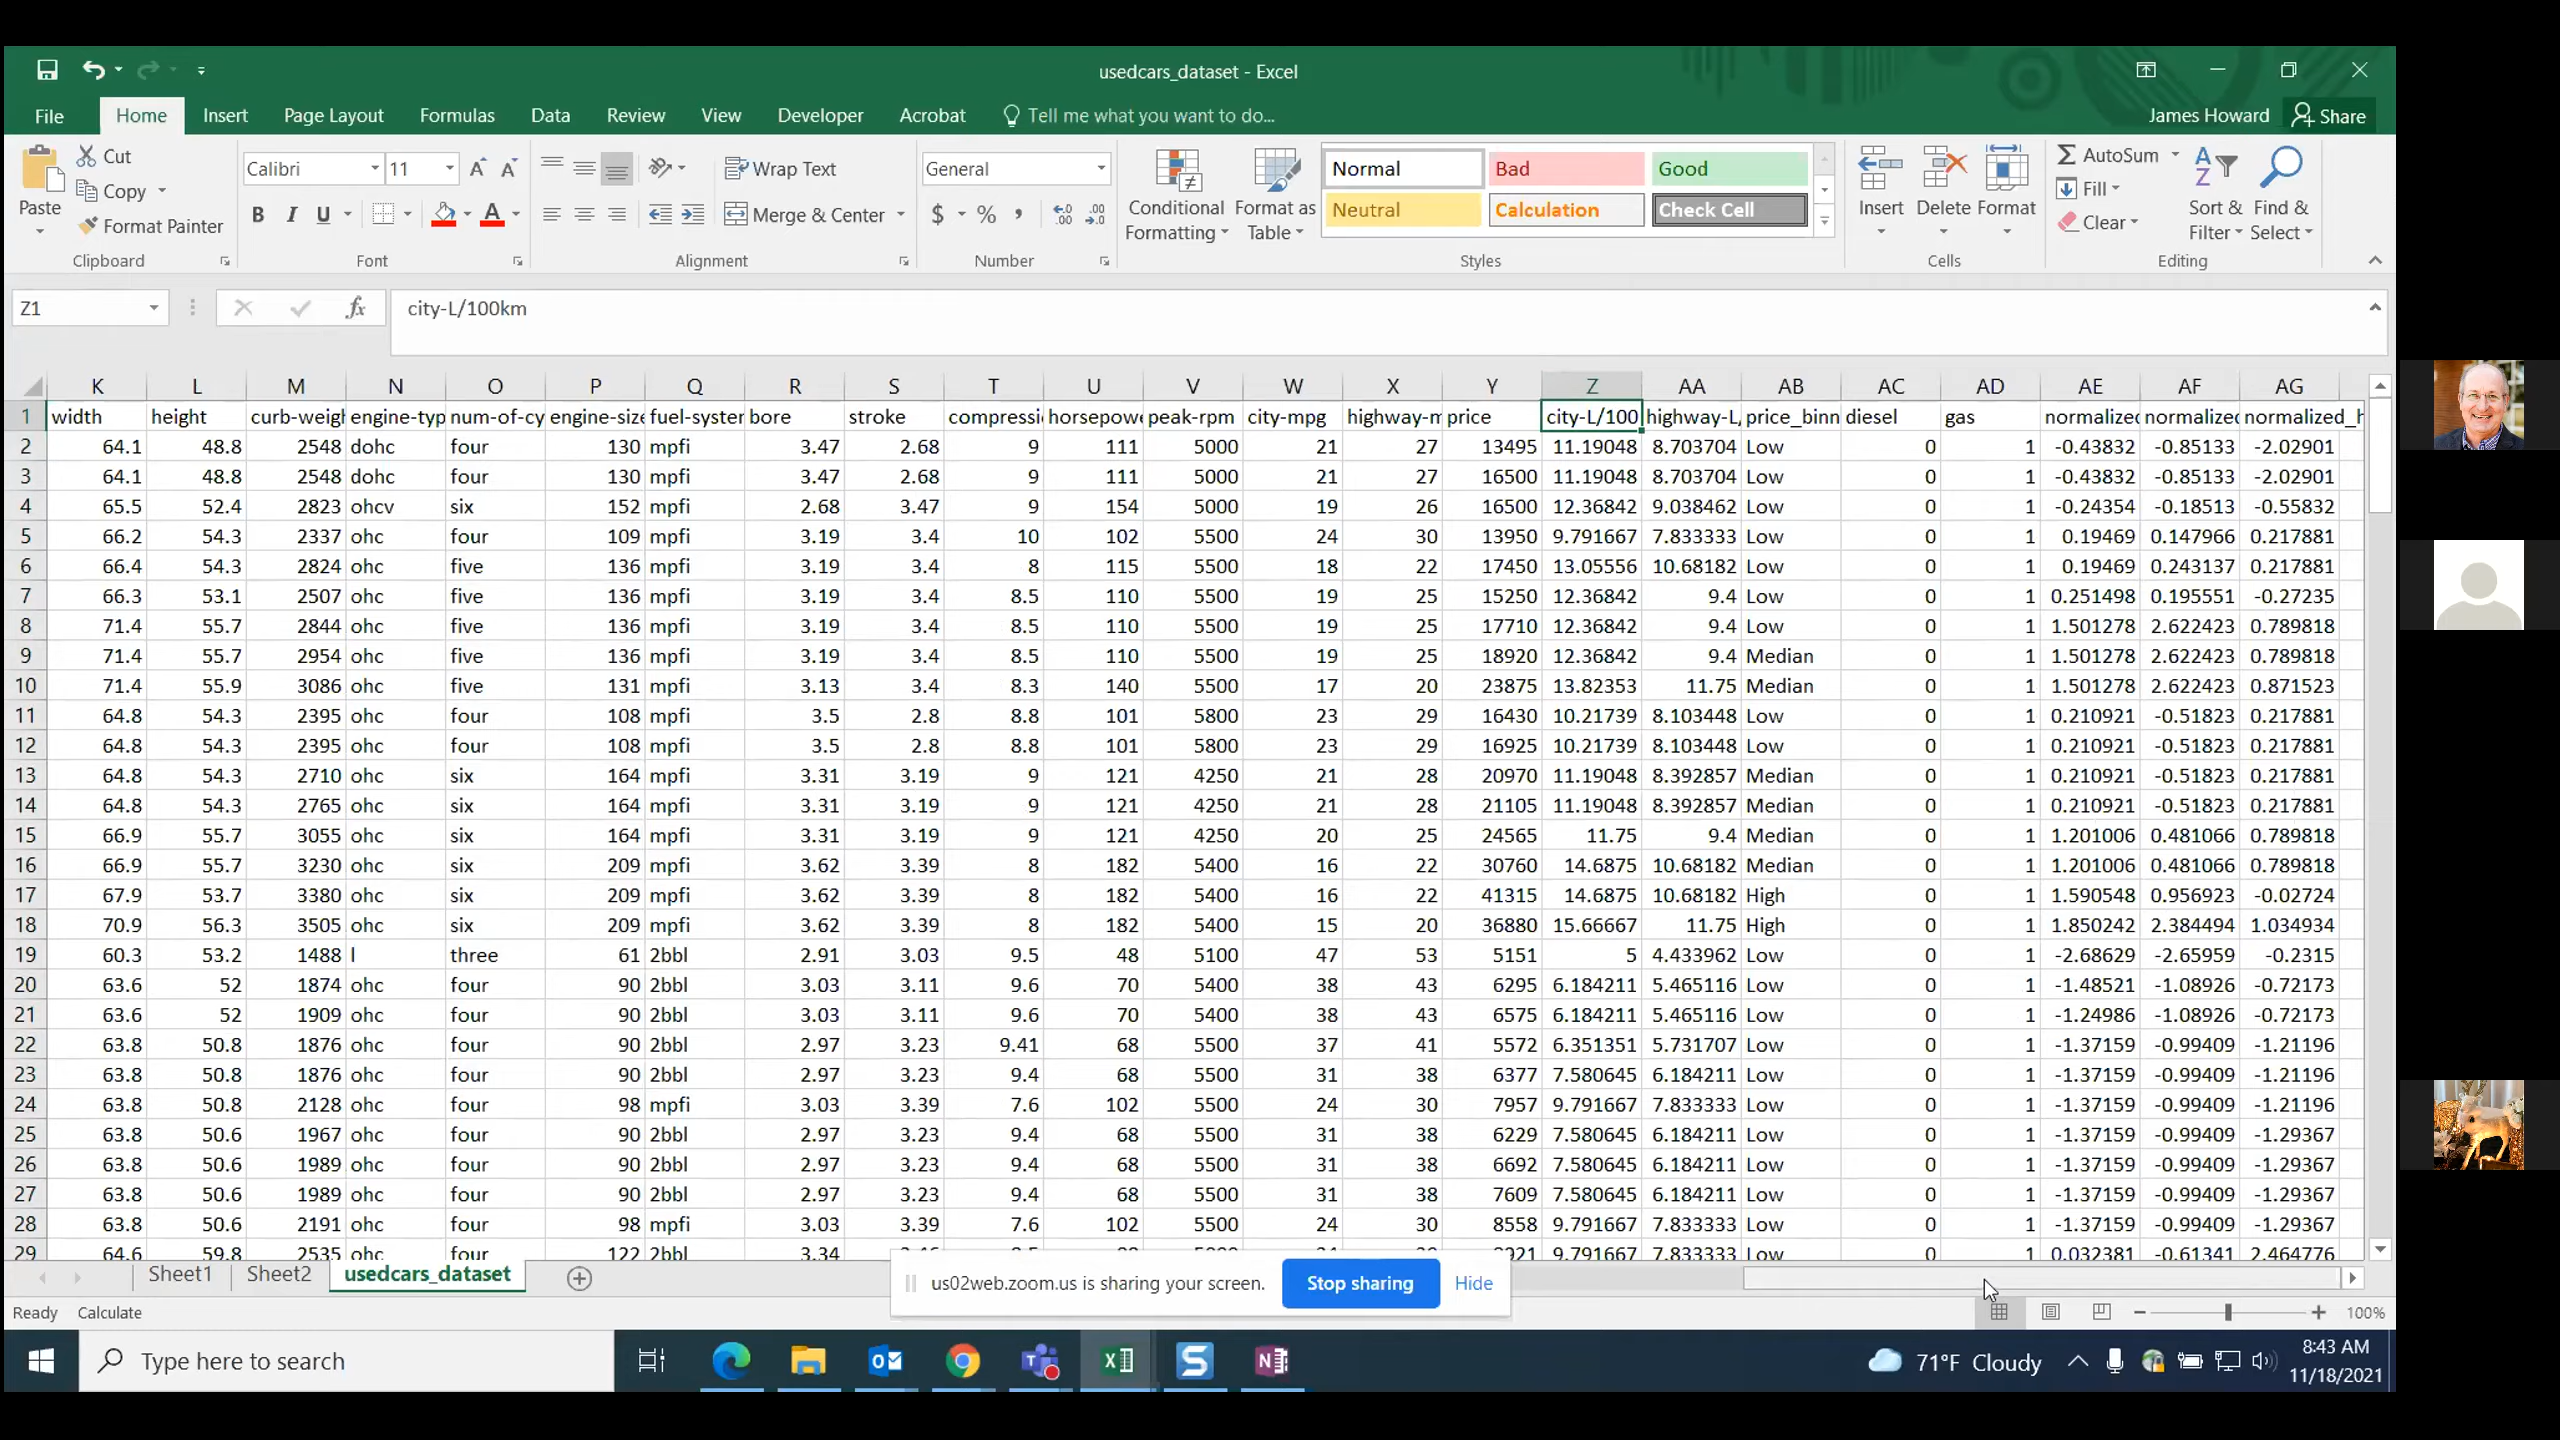 usedcars_dataset - Excel
File Home Insert Page Layout Formulas Data Review View Developer Acrobat Tell me what you want to do... James Howard Share
Paste Cut Copy Format Painter Clipboard
Calibri 11 Font
Wrap Text Merge & Center Alignment
General Number
Conditional Formatting Format as Table Normal Bad Good Neutral Calculation Check Cell Styles
Insert Delete Format Cells
AutoSum Fill Clear Sort & Filter Find & Select Editing
Z1 fx city-L/100km
K L M N O P Q R S T U V W X Y Z AA AB AC AD AE AF AG
1 width height curb-weigh engine-typ num-of-cy engine-size fuel-system bore stroke compressi horsepow peak-rpm city-mpg highway-m price city-L/100 highway-L, price_binn diesel gas normalized normalized normalized_h
2 64.1 48.8 2548 dohc four 130 mpfi 3.47 2.68 9 111 5000 21 27 13495 11.19048 8.703704 Low 0 1 -0.43832 -0.85133 -2.02901
3 64.1 48.8 2548 dohc four 130 mpfi 3.47 2.68 9 111 5000 21 27 16500 11.19048 8.703704 Low 0 1 -0.43832 -0.85133 -2.02901
4 65.5 52.4 2823 ohcv six 152 mpfi 2.68 3.47 9 154 5000 19 26 16500 12.36842 9.038462 Low 0 1 -0.24354 -0.18513 -0.55832
5 66.2 54.3 2337 ohc four 109 mpfi 3.19 3.4 10 102 5500 24 30 13950 9.791667 7.833333 Low 0 1 0.19469 0.147966 0.217881
6 66.4 54.3 2824 ohc five 136 mpfi 3.19 3.4 8 115 5500 18 22 17450 13.05556 10.68182 Low 0 1 0.19469 0.243137 0.217881
7 66.3 53.1 2507 ohc five 136 mpfi 3.19 3.4 8.5 110 5500 19 25 15250 12.36842 9.4 Low 0 1 0.251498 0.195551 -0.27235
8 71.4 55.7 2844 ohc five 136 mpfi 3.19 3.4 8.5 110 5500 19 25 17710 12.36842 9.4 Low 0 1 1.501278 2.622423 0.789818
9 71.4 55.7 2954 ohc five 136 mpfi 3.19 3.4 8.5 110 5500 19 25 18920 12.36842 9.4 Median 0 1 1.501278 2.622423 0.789818
10 71.4 55.9 3086 ohc five 131 mpfi 3.13 3.4 8.3 140 5500 17 20 23875 13.82353 11.75 Median 0 1 1.501278 2.622423 0.871523
11 64.8 54.3 2395 ohc four 108 mpfi 3.5 2.8 8.8 101 5800 23 29 16430 10.21739 8.103448 Low 0 1 0.210921 -0.51823 0.217881
12 64.8 54.3 2395 ohc four 108 mpfi 3.5 2.8 8.8 101 5800 23 29 16925 10.21739 8.103448 Low 0 1 0.210921 -0.51823 0.217881
13 64.8 54.3 2710 ohc six 164 mpfi 3.31 3.19 9 121 4250 21 28 20970 11.19048 8.392857 Median 0 1 0.210921 -0.51823 0.217881
14 64.8 54.3 2765 ohc six 164 mpfi 3.31 3.19 9 121 4250 21 28 21105 11.19048 8.392857 Median 0 1 0.210921 -0.51823 0.217881
15 66.9 55.7 3055 ohc six 164 mpfi 3.31 3.19 9 121 4250 20 25 24565 11.75 9.4 Median 0 1 1.201006 0.481066 0.789818
16 66.9 55.7 3230 ohc six 209 mpfi 3.62 3.39 8 182 5400 16 22 30760 14.6875 10.68182 Median 0 1 1.201006 0.481066 0.789818
17 67.9 53.7 3380 ohc six 209 mpfi 3.62 3.39 8 182 5400 16 22 41315 14.6875 10.68182 High 0 1 1.590548 0.956923 -0.02724
18 70.9 56.3 3505 ohc six 209 mpfi 3.62 3.39 8 182 5400 15 20 36880 15.66667 11.75 High 0 1 1.850242 2.384494 1.034934
19 60.3 53.2 1488 l three 61 2bbl 2.91 3.03 9.5 48 5100 47 53 5151 5 4.433962 Low 0 1 -2.68629 -2.65959 -0.2315
20 63.6 52 1874 ohc four 90 2bbl 3.03 3.11 9.6 70 5400 38 43 6295 6.184211 5.465116 Low 0 1 -1.48521 -1.08926 -0.72173
21 63.6 52 1909 ohc four 90 2bbl 3.03 3.11 9.6 70 5400 38 43 6575 6.184211 5.465116 Low 0 1 -1.24986 -1.08926 -0.72173
22 63.8 50.8 1876 ohc four 90 2bbl 2.97 3.23 9.41 68 5500 37 41 5572 6.351351 5.731707 Low 0 1 -1.37159 -0.99409 -1.21196
23 63.8 50.8 1876 ohc four 90 2bbl 2.97 3.23 9.4 68 5500 31 38 6377 7.580645 6.184211 Low 0 1 -1.37159 -0.99409 -1.21196
24 63.8 50.8 2128 ohc four 98 mpfi 3.03 3.39 7.6 102 5500 24 30 7957 9.791667 7.833333 Low 0 1 -1.37159 -0.99409 -1.21196
25 63.8 50.6 1967 ohc four 90 2bbl 2.97 3.23 9.4 68 5500 31 38 6229 7.580645 6.184211 Low 0 1 -1.37159 -0.99409 -1.29367
26 63.8 50.6 1989 ohc four 90 2bbl 2.97 3.23 9.4 68 5500 31 38 6692 7.580645 6.184211 Low 0 1 -1.37159 -0.99409 -1.29367
27 63.8 50.6 1989 ohc four 90 2bbl 2.97 3.23 9.4 68 5500 31 38 7609 7.580645 6.184211 Low 0 1 -1.37159 -0.99409 -1.29367
28 63.8 50.6 2191 ohc four 98 mpfi 3.03 3.39 7.6 102 5500 24 30 8558 9.791667 7.833333 Low 0 1 -1.37159 -0.99409 -1.29367
29 64.6 59.8 2535 ohc four 122 2bbl 3.34 9.791667 7.833333 Low 0 1 0.032381 -0.61341 2.464776
Sheet1 Sheet2 usedcars_dataset
us02web.zoom.us is sharing your screen. Stop sharing Hide
Ready Calculate 100%
Type here to search 71°F Cloudy 8:43 AM
11/18/2021